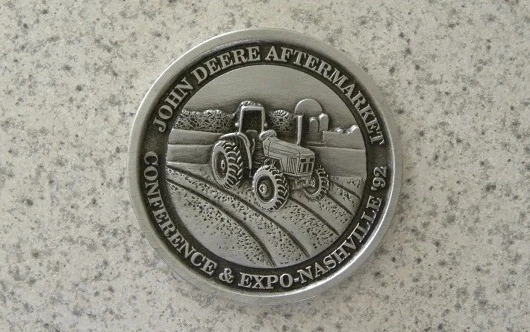 JOHN DEERE AFTERMARKET
CONFERENCE & EXPO-NASHVILLE '92